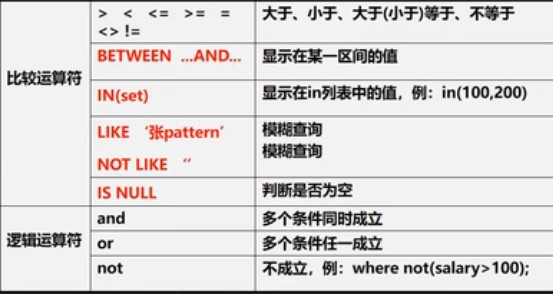 > < <= >= =
<> !=
大于、小于、大于(小于)等于、不等于
比较运算符
BETWEEN ...AND...
显示在某一区间的值
IN(set)
显示在in列表中的值，例：in(100,200)
LIKE ‘张pattern’
模糊查询
NOT LIKE ‘’
模糊查询
IS NULL
判断是否为空
逻辑运算符
and
多个条件同时成立
or
多个条件任一成立
not
不成立，例：where not(salary>100);